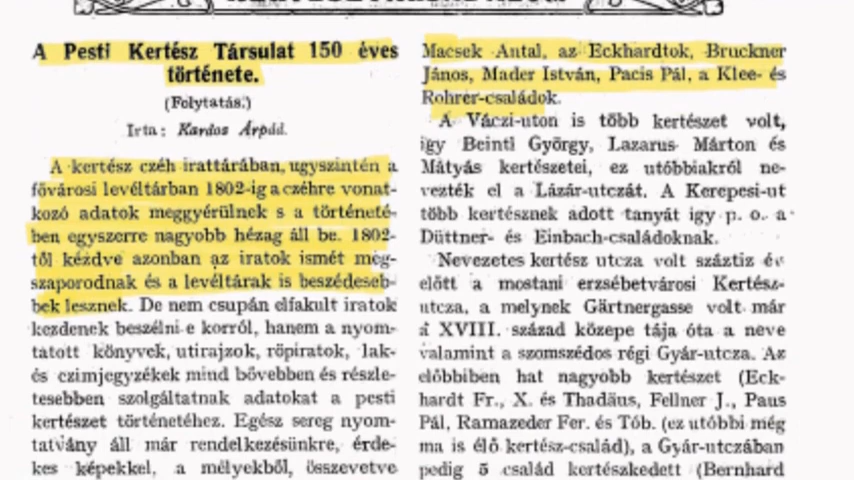 A Pesti Kertész Társulat 150 éves
története.
(Folytatás.)
Irta: Kardos Árpád.
A kertész czéh irattárában, ugyszintén a
fővárosi levéltárban 1802-ig a czéhre vonat-
kozó adatok meggyérülnek s a történeté-
ben egyszerre nagyobb hézag áll be. 1802-
től kezdve azonban az iratok ismét meg-
szaporodnak és a levéltárak is beszédeseb-
bek lesznek. De nem csupán elfakult iratok
kezdenek beszélni e korról, hanem a nyom-
tatott könyvek, utirajzok, röpiratok, lak-
és czimjegyzékek mind bővebben és részle-
tesebben szolgáltatnak adatokat a pesti
kertészet történetéhez. Egész sereg nyom-
tatvány áll már rendelkezésünkre, érde-
kes képekkel, a mélyekből, összevetve
Macsek Antal, az Eckhardtok, Bruckner
János, Mader István, Pacis Pál, a Klee- és
Rohrer-családok.
A Váczi-uton is több kertészet volt,
igy Beinti György, Lazarus Márton és
Mátyás kertészetei, ez utóbbiakról ne-
vezték el a Lázár-utczát. A Kerepesi-ut
több kertésznek adott tanyát igy p. o. a
Düttner- és Einbach-családoknak.
Nevezetes kertész utcza volt száztiz év
előtt a mostani erzsébetvárosi Kertész-
utcza, a melynek Gärtnergasse volt már
a XVIII. század közepe tája óta a neve
valamint a szomszédos régi Gyár-utcza. Az
előbbiben hat nagyobb kertészet (Eck-
hardt Fr., X. és Thadäus, Fellner J., Paus
Pál, Ramazeder Fer. és Tób. (ez utóbbi még
ma is élő kertész-család), a Gyár-utczában
pedig 5 család kertészkedett (Bernhard